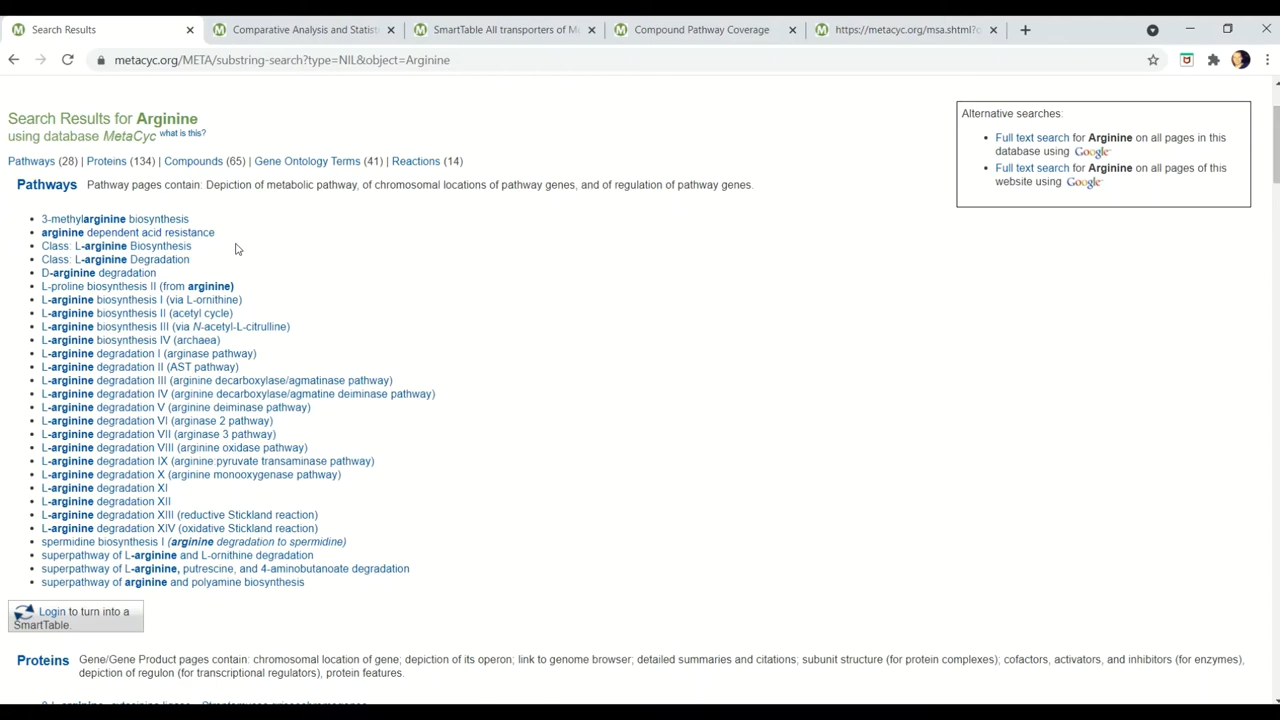 Search Results
Comparative Analysis and Statist
SmartTable All transporters of M
Compound Pathway Coverage
https://metacyc.org/msa.shtml?c
metacyc.org/META/substring-search?type=NIL&object=Arginine
Search Results for Arginine
using database MetaCyc what is this?
Pathways (28) | Proteins (134) | Compounds (65) | Gene Ontology Terms (41) | Reactions (14)
Pathways Pathway pages contain: Depiction of metabolic pathway, of chromosomal locations of pathway genes, and of regulation of pathway genes.
3-methylarginine biosynthesis
arginine dependent acid resistance
Class: L-arginine Biosynthesis
Class: L-arginine Degradation
D-arginine degradation
L-proline biosynthesis II (from arginine)
L-arginine biosynthesis I (via L-ornithine)
L-arginine biosynthesis II (acetyl cycle)
L-arginine biosynthesis III (via N-acetyl-L-citrulline)
L-arginine biosynthesis IV (archaea)
L-arginine degradation I (arginase pathway)
L-arginine degradation II (AST pathway)
L-arginine degradation III (arginine decarboxylase/agmatinase pathway)
L-arginine degradation IV (arginine decarboxylase/agmatine deiminase pathway)
L-arginine degradation V (arginine deiminase pathway)
L-arginine degradation VI (arginase 2 pathway)
L-arginine degradation VII (arginase 3 pathway)
L-arginine degradation VIII (arginine oxidase pathway)
L-arginine degradation IX (arginine pyruvate transaminase pathway)
L-arginine degradation X (arginine monooxygenase pathway)
L-arginine degradation XI
L-arginine degradation XII
L-arginine degradation XIII (reductive Stickland reaction)
L-arginine degradation XIV (oxidative Stickland reaction)
spermidine biosynthesis I (arginine degradation to spermidine)
superpathway of L-arginine and L-ornithine degradation
superpathway of L-arginine, putrescine, and 4-aminobutanoate degradation
superpathway of arginine and polyamine biosynthesis
Login to turn into a
SmartTable.
Proteins Gene/Gene Product pages contain: chromosomal location of gene; depiction of its operon; link to genome browser; detailed summaries and citations; subunit structure (for protein complexes); cofactors, activators, and inhibitors (for enzymes),
depiction of regulon (for transcriptional regulators), protein features.
Alternative searches:
Full text search for Arginine on all pages in this
database using Google
Full text search for Arginine on all pages of this
website using Google